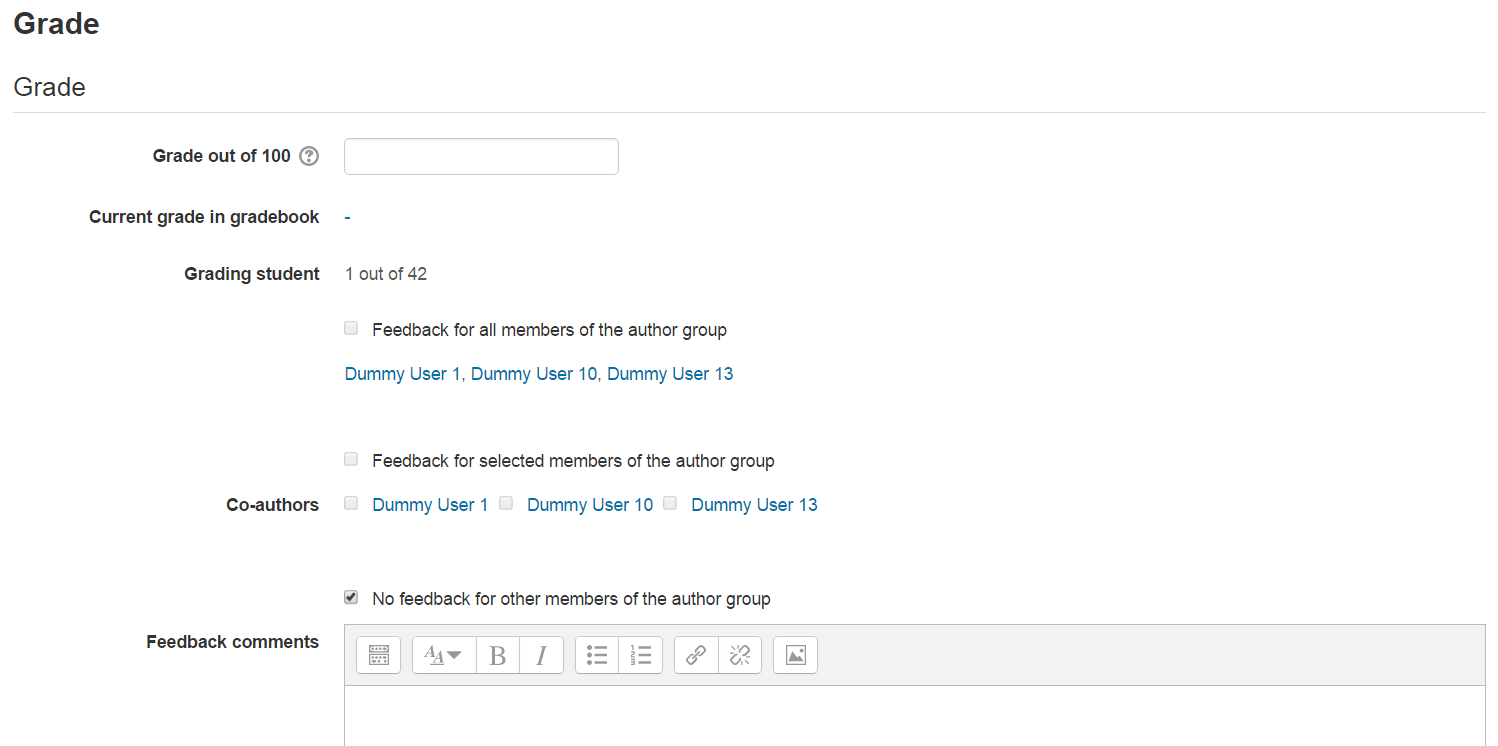 Grade
Grade
Grade out of 100
Current grade in gradebook -
Grading student 1 out of 42
Feedback for all members of the author group
Dummy User 1, Dummy User 10, Dummy User 13
Feedback for selected members of the author group
Co-authors Dummy User 1 Dummy User 10 Dummy User 13
No feedback for other members of the author group
Feedback comments